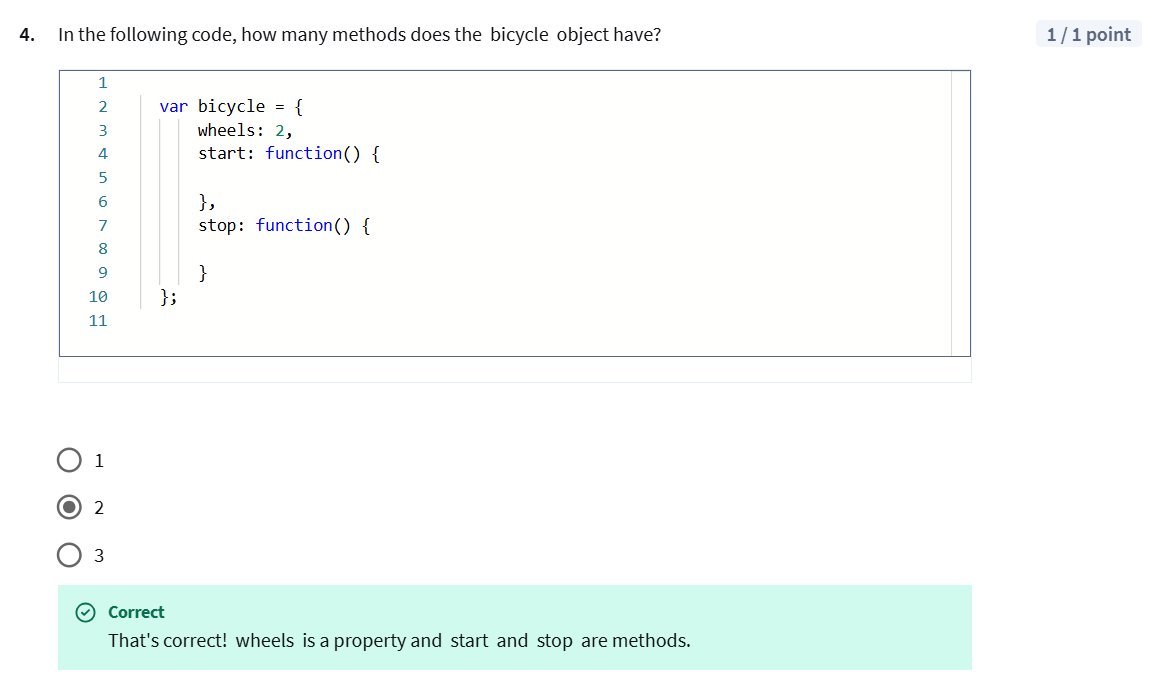 4. In the following code, how many methods does the bicycle object have?
1 / 1 point
1
2 var bicycle = {
3 wheels: 2,
4 start: function() {
5
6 },
7 stop: function() {
8
9 }
10 };
11
1
2
3
Correct
That's correct! wheels is a property and start and stop are methods.